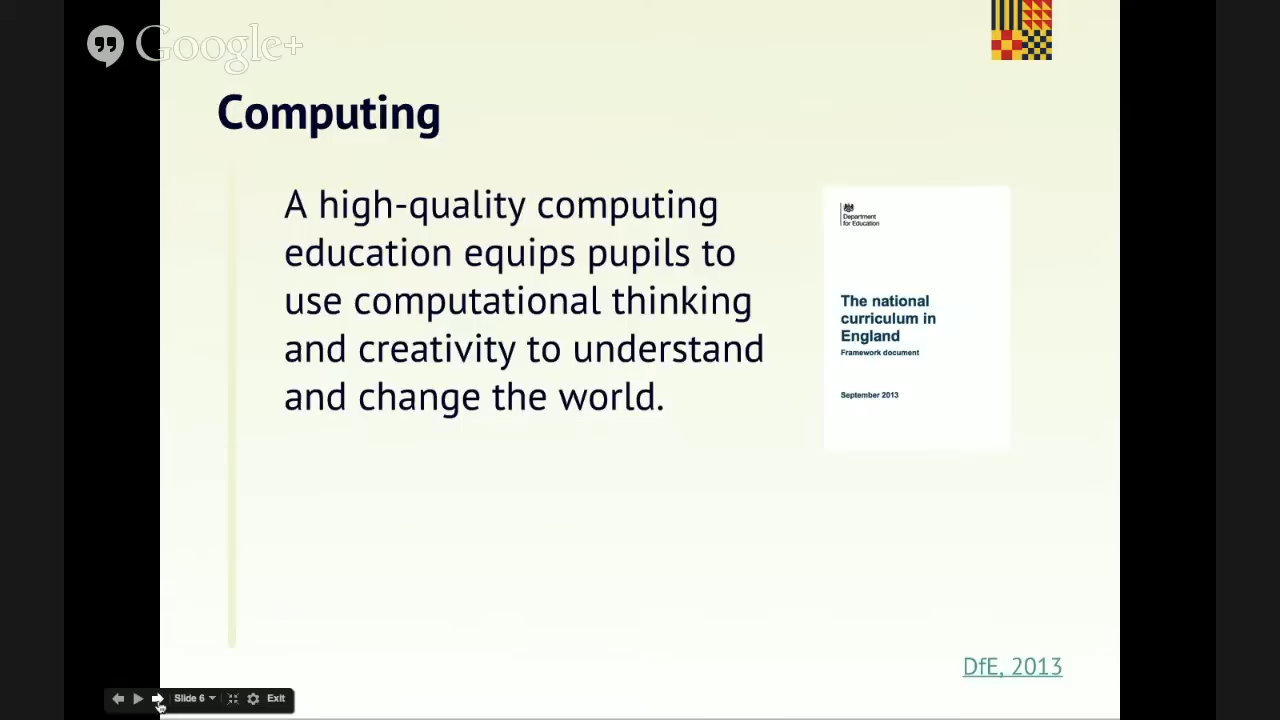 Google+
Computing
A high-quality computing
education equips pupils to
use computational thinking
and creativity to understand
and change the world.
Department
for Education
The national
curriculum in
England
Framework document
September 2013
DfE, 2013
Slide 6
Exit